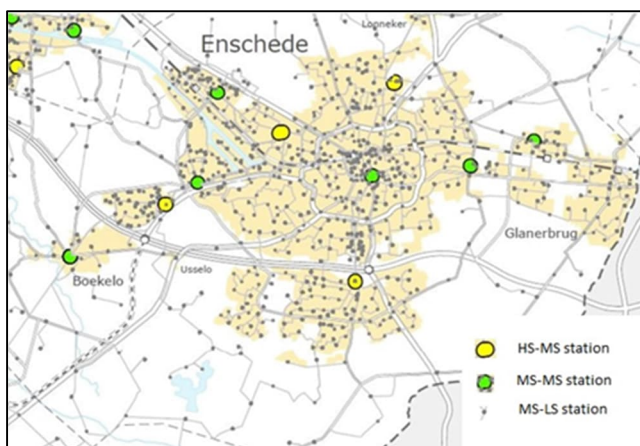 Lonneker
Enschede
Glanerbrug
Usselo
Boekelo
HS-MS station
MS-MS station
MS-LS station